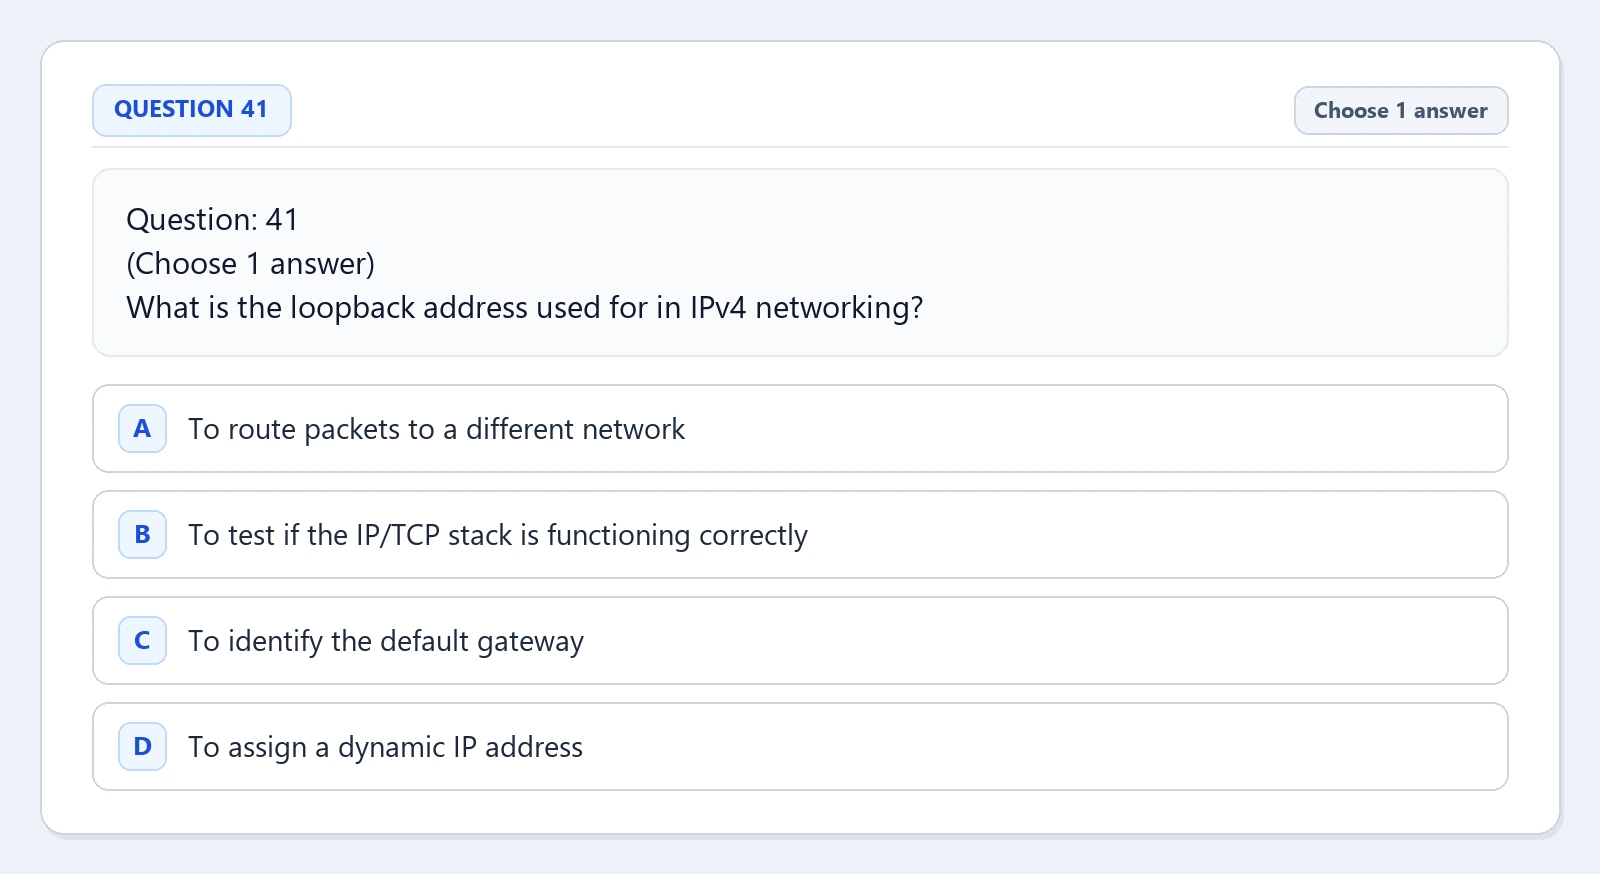 QUESTION 41
Choose 1 answer
Question: 41
(Choose 1 answer)
What is the loopback address used for in IPv4 networking?
A To route packets to a different network
B To test if the IP/TCP stack is functioning correctly
C To identify the default gateway
D To assign a dynamic IP address